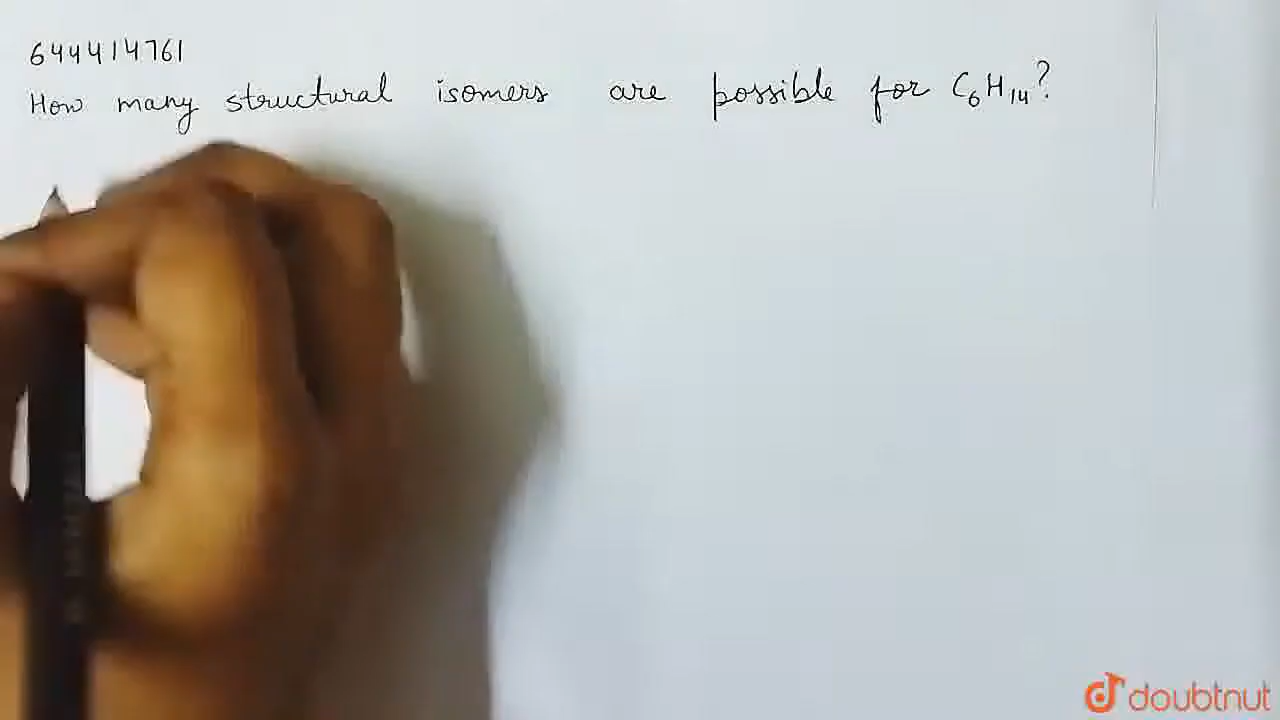 644414761
How many structural isomers are possible for C₆H₁₄?
doubtnut